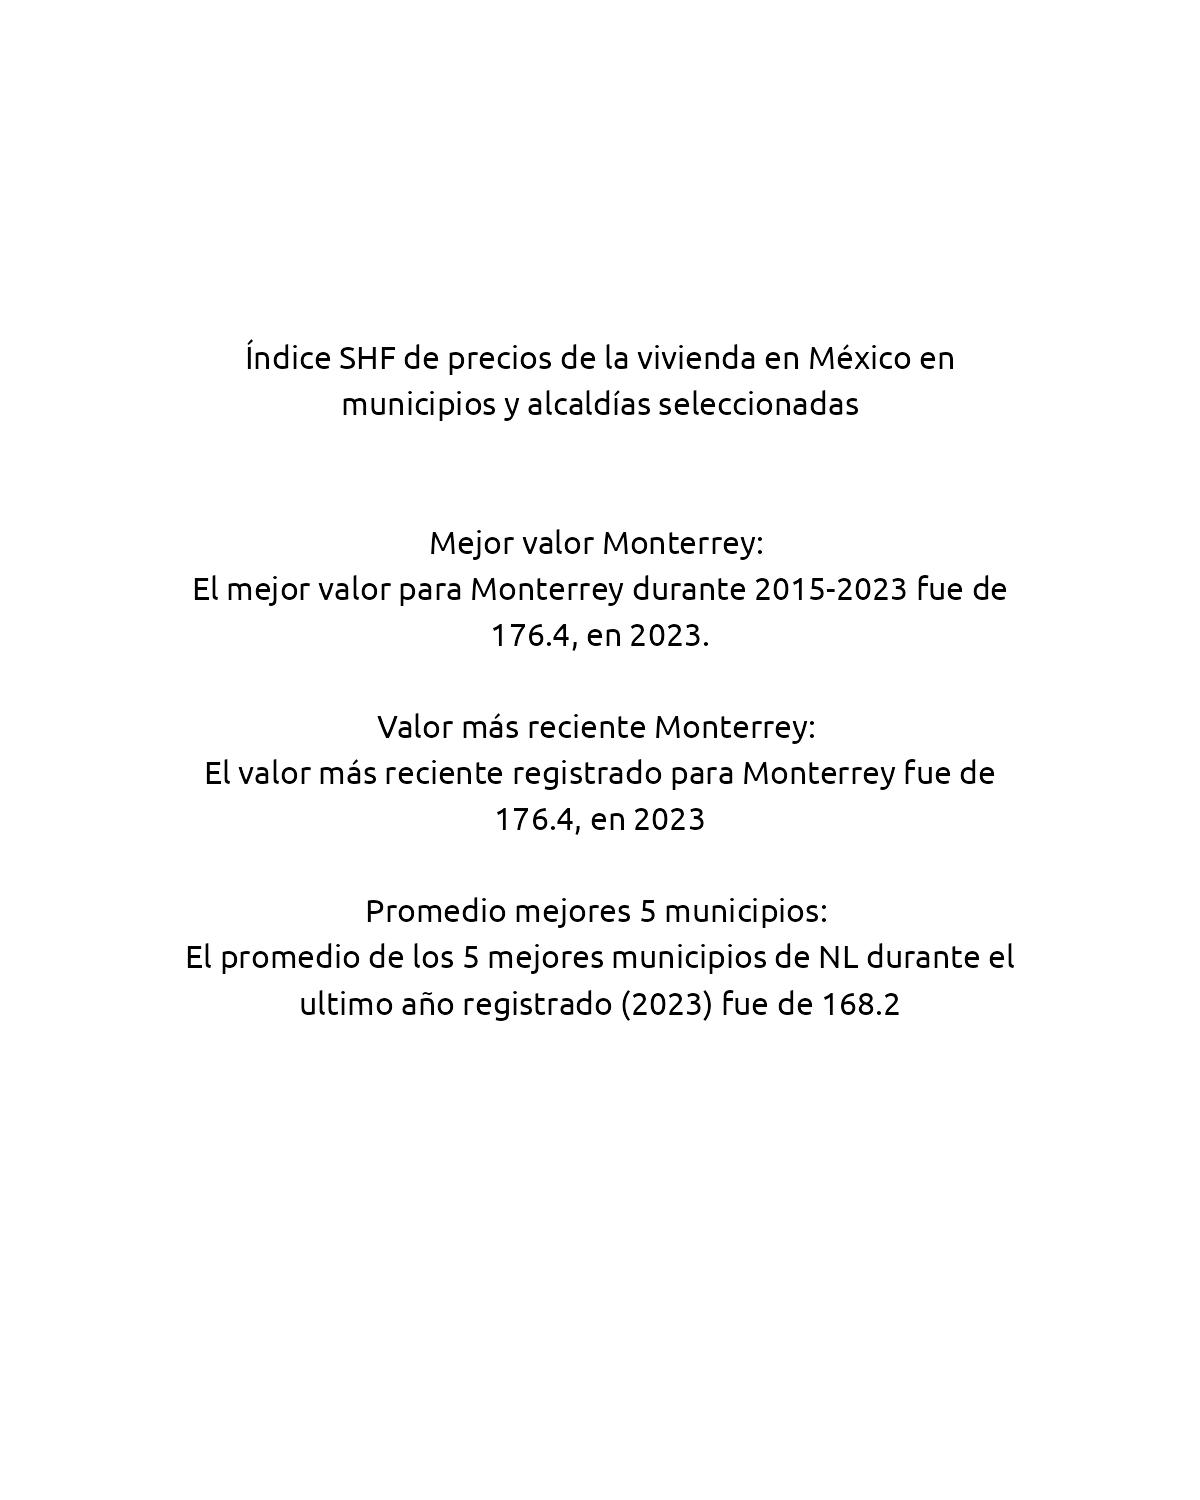 Índice SHF de precios de la vivienda en México en
municipios y alcaldías seleccionadas
Mejor valor Monterrey:
El mejor valor para Monterrey durante 2015-2023 fue de
176.4, en 2023.
Valor más reciente Monterrey:
El valor más reciente registrado para Monterrey fue de
176.4, en 2023
Promedio mejores 5 municipios:
El promedio de los 5 mejores municipios de NL durante el
ultimo año registrado (2023) fue de 168.2